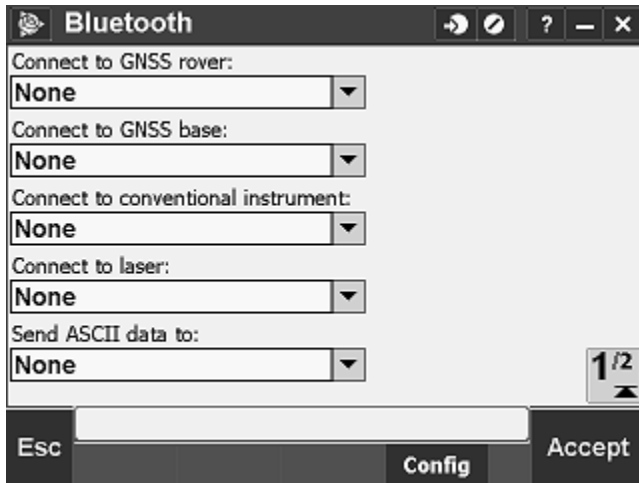 Bluetooth ? – ×
Connect to GNSS rover:
None
Connect to GNSS base:
None
Connect to conventional instrument:
None
Connect to laser:
None
Send ASCII data to:
None
1/2
Esc Accept
Config